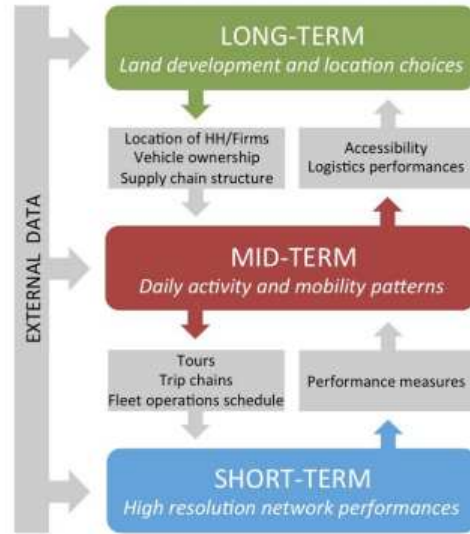 LONG-TERM
Land development and location choices
Location of HH/Firms
Vehicle ownership
Supply chain structure
Accessibility
Logistics performances
EXTERNAL DATA
MID-TERM
Daily activity and mobility patterns
Tours
Trip chains
Fleet operations schedule
Performance measures
SHORT-TERM
High resolution network performances